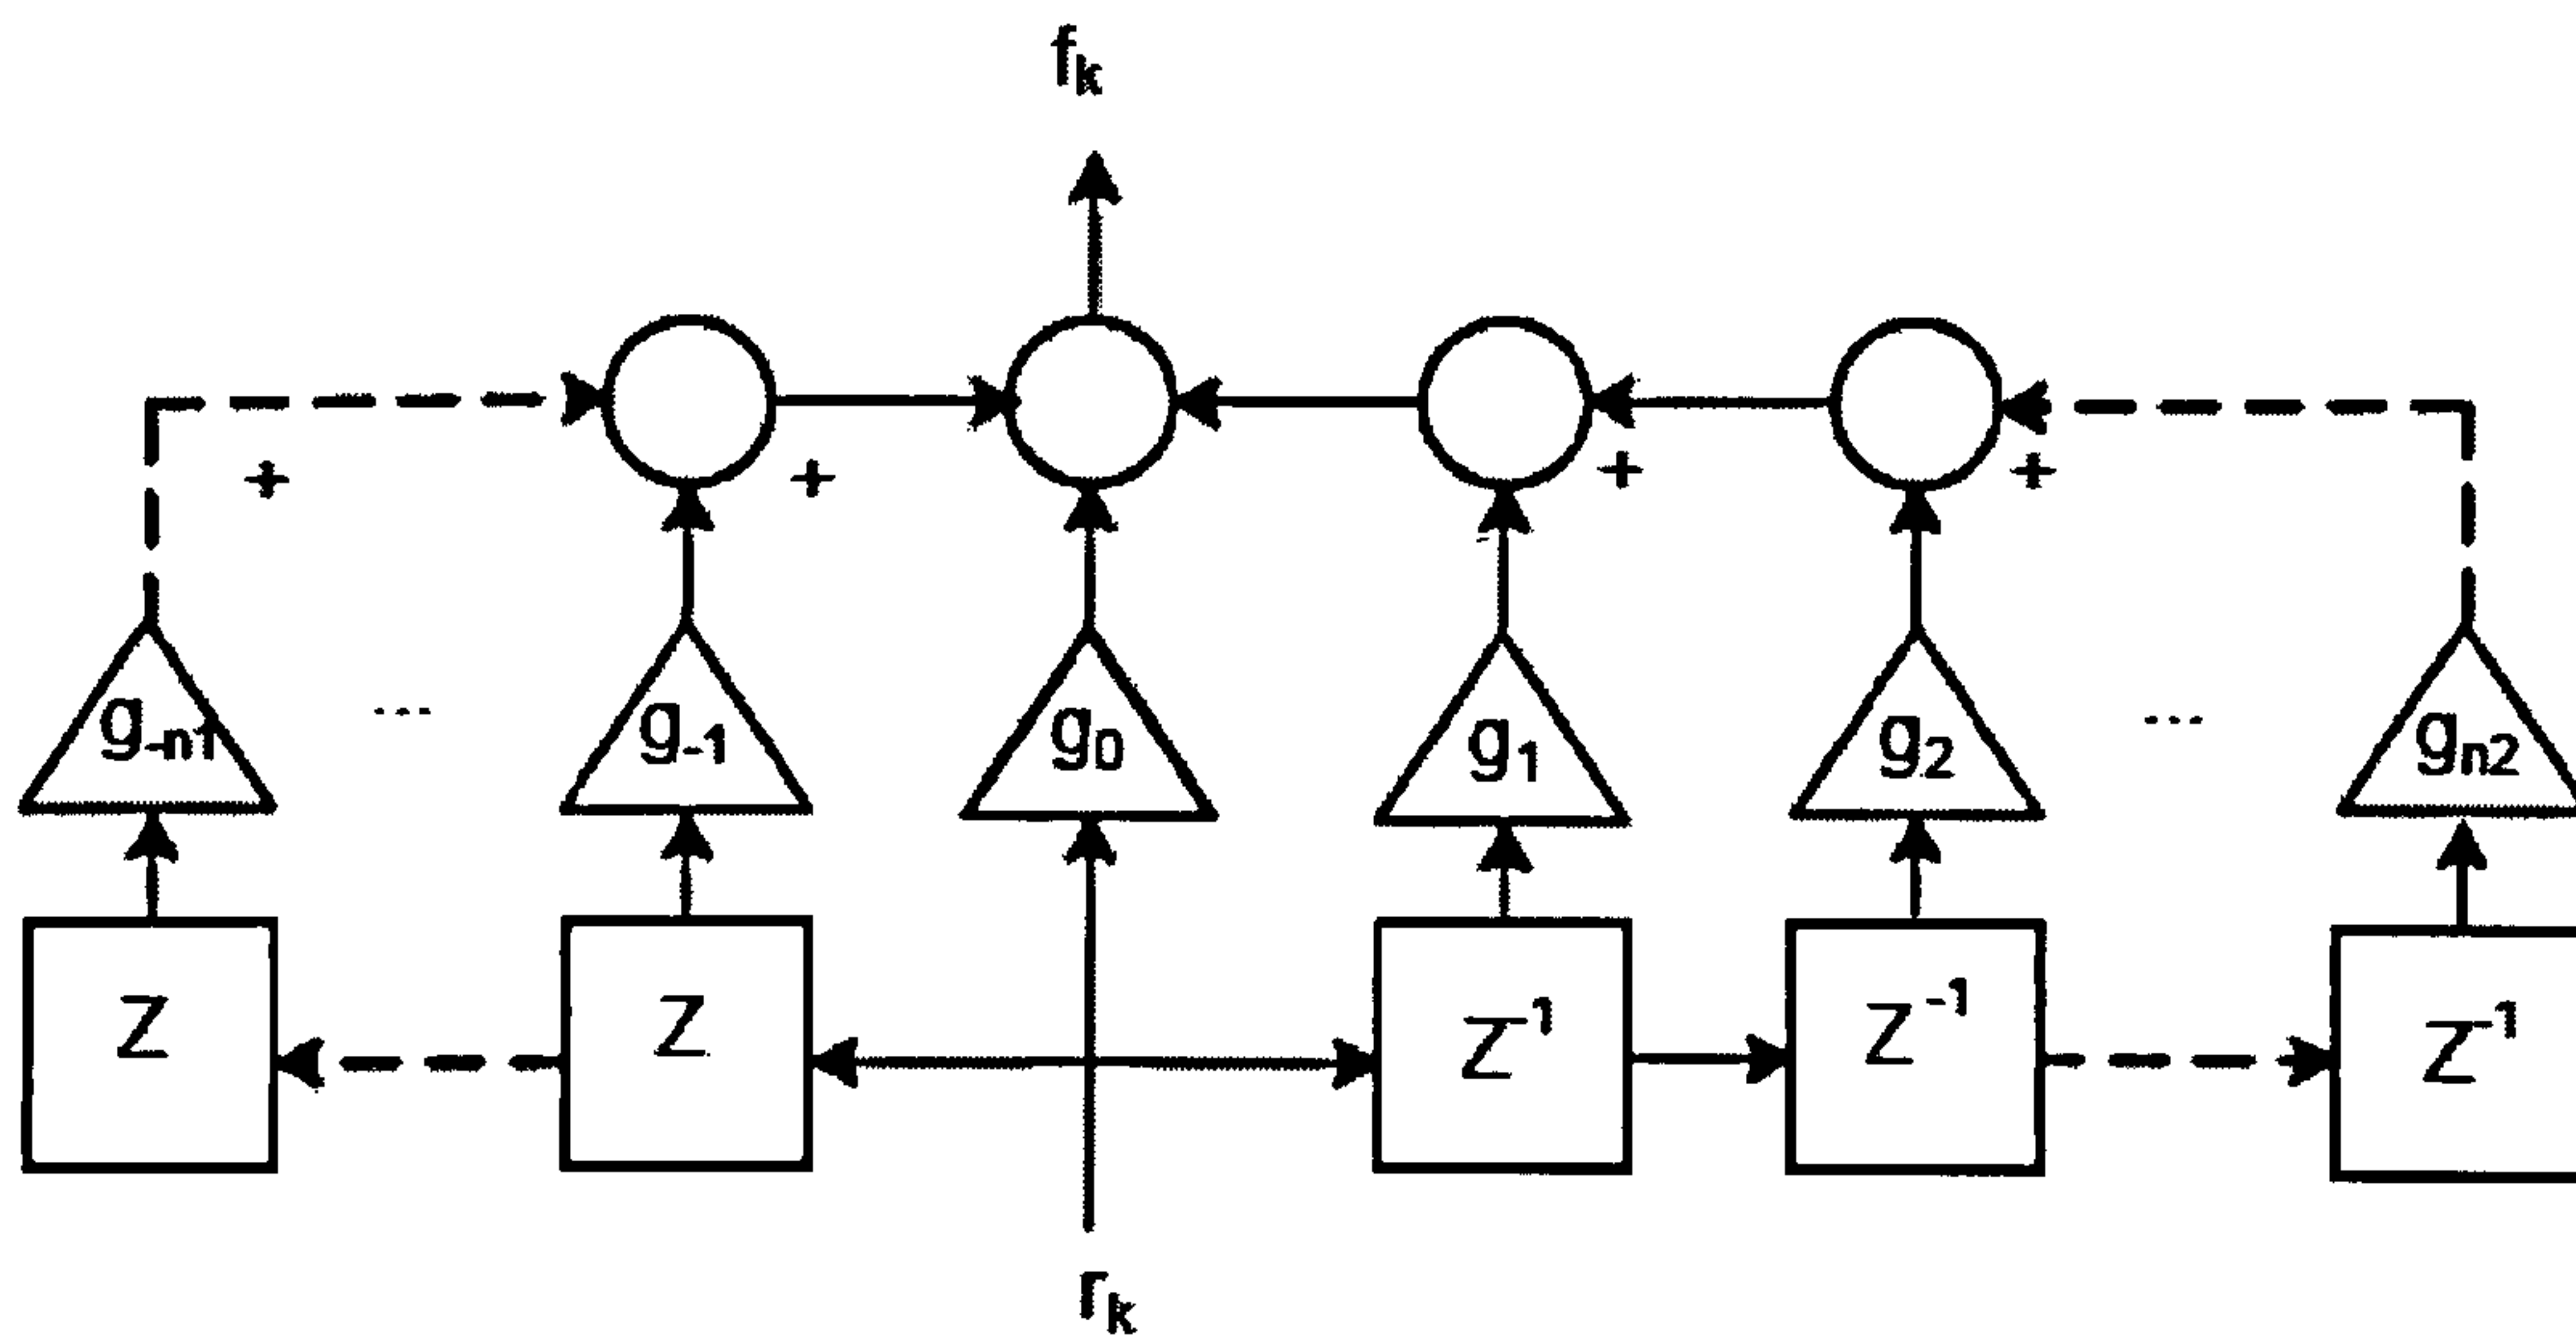 fk
+ + + +
g-n1 ... g-1 g0 g1 g2 ... gn2
Z Z Z-1 Z-1 Z-1
rk